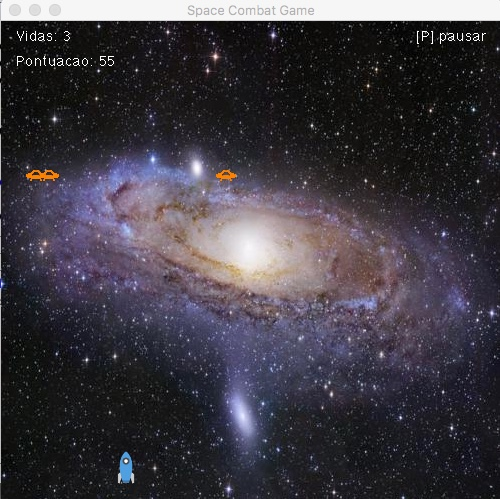 Space Combat Game
Vidas: 3
[P] pausar
Pontuacao: 55